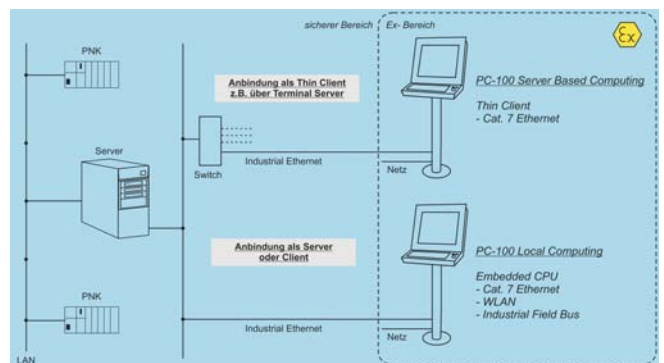 sicherer Bereich
Ex- Bereich
Ex
PNK
Anbindung als Thin Client
z.B. über Terminal Server
PC-100 Server Based Computing
Thin Client
- Cat. 7 Ethernet
Server
Switch
Industrial Ethernet
Netz
Anbindung als Server
oder Client
PC-100 Local Computing
Embedded CPU
- Cat. 7 Ethernet
- WLAN
- Industrial Field Bus
PNK
Industrial Ethernet
Netz
LAN